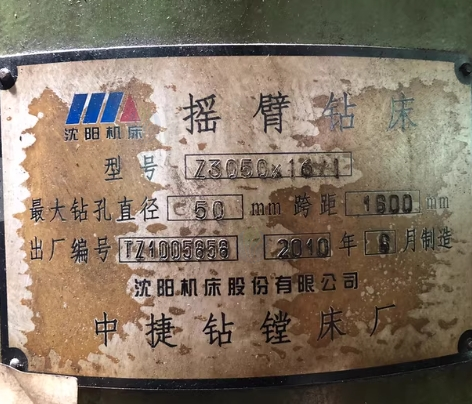 沈阳机床
摇臂钻床
型号 Z3050×16/1
最大钻孔直径 50 mm 跨距 1600 mm
出厂编号 TZ1005656 2010 年 9 月制造
沈阳机床股份有限公司
中捷钻镗床厂